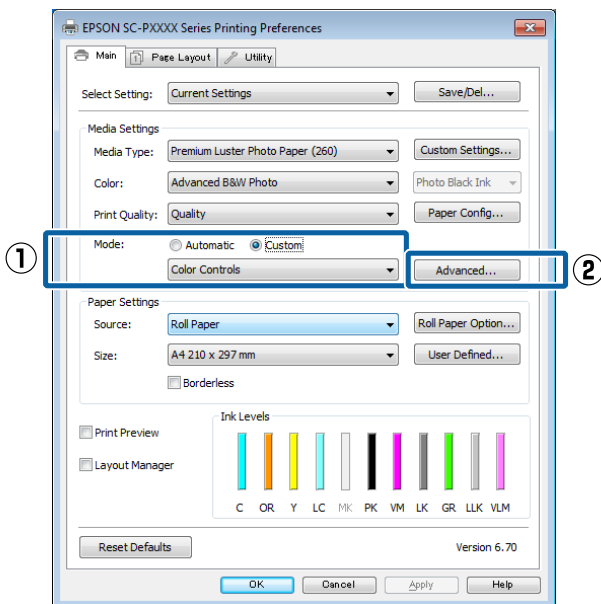 EPSON SC-PXXXX Series Printing Preferences
Main Page Layout Utility
Select Setting: Current Settings Save/Del...
Media Settings
Media Type: Premium Luster Photo Paper (260) Custom Settings...
Color: Advanced B&W Photo Photo Black Ink
Print Quality: Quality Paper Config...
Mode: Automatic Custom
1 Color Controls Advanced... 2
Paper Settings
Source: Roll Paper Roll Paper Option...
Size: A4 210 x 297 mm User Defined...
Borderless
Ink Levels
Print Preview
Layout Manager
C OR Y LC MK PK VM LK GR LLK VLM
Reset Defaults Version 6.70
OK Cancel Apply Help